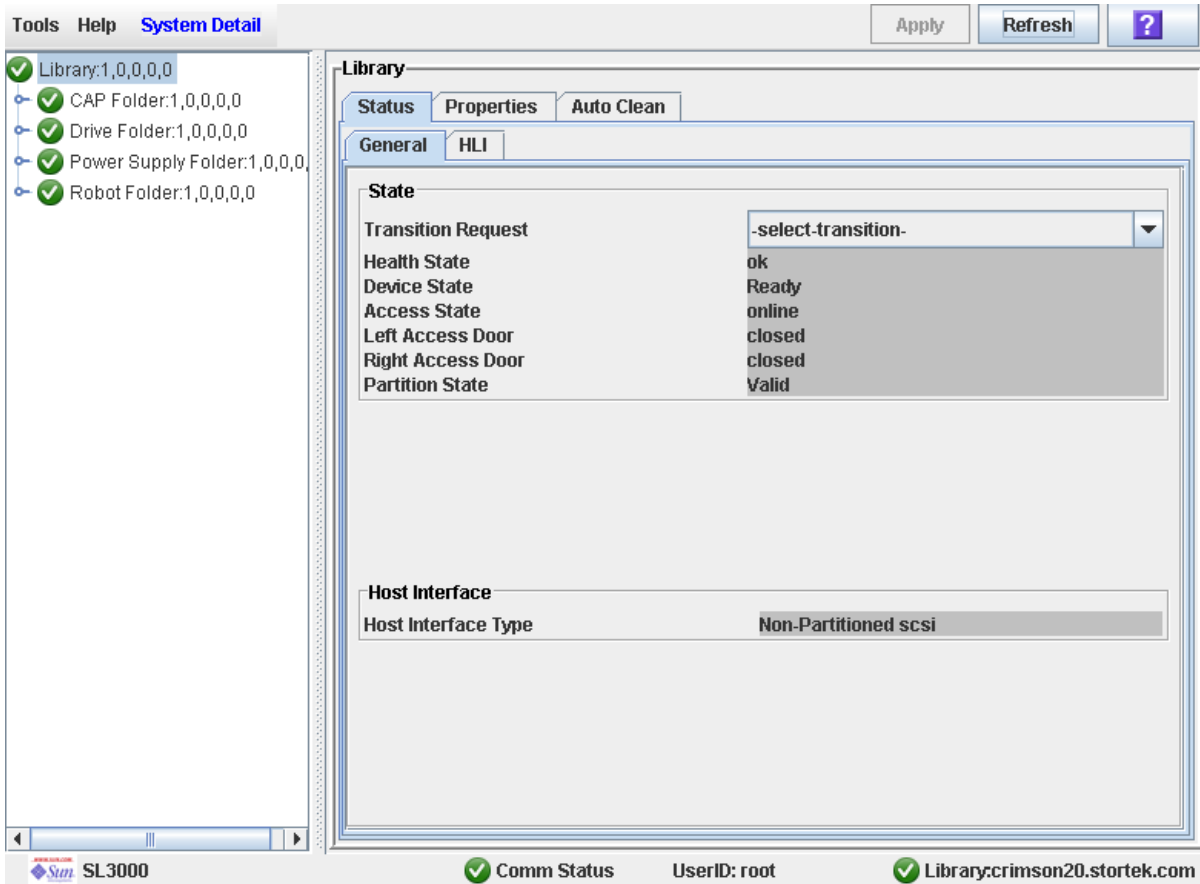 Tools Help System Detail Apply Refresh ?
Library:1,0,0,0,0
CAP Folder:1,0,0,0,0
Drive Folder:1,0,0,0,0
Power Supply Folder:1,0,0,0,
Robot Folder:1,0,0,0,0
Library
Status Properties Auto Clean
General HLI
State
Transition Request -select-transition-
Health State ok
Device State Ready
Access State online
Left Access Door closed
Right Access Door closed
Partition State Valid
Host Interface
Host Interface Type Non-Partitioned scsi
Sun SL3000 Comm Status UserID: root Library:crimson20.stortek.com